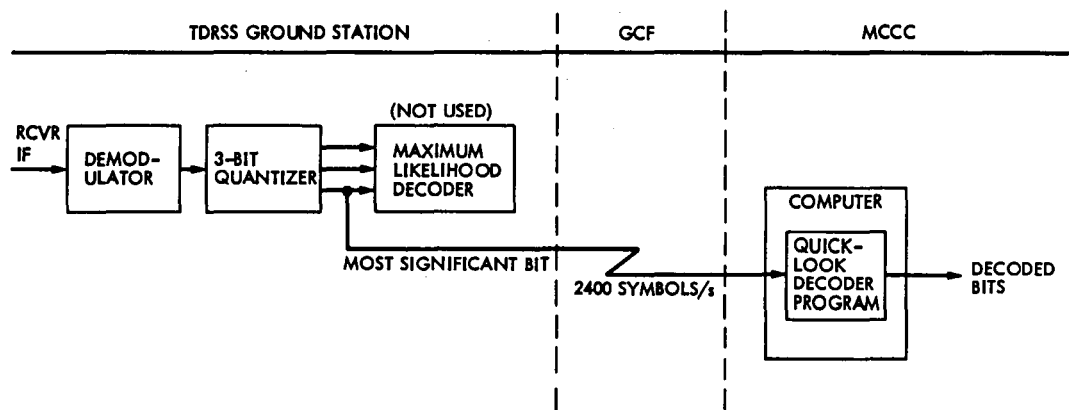 TDRSS GROUND STATION
GCF
MCCC
(NOT USED)
RCVR
IF
DEMOD-
ULATOR
3-BIT
QUANTIZER
MAXIMUM
LIKELIHOOD
DECODER
MOST SIGNIFICANT BIT
2400 SYMBOLS/s
COMPUTER
QUICK-
LOOK
DECODER
PROGRAM
DECODED
BITS